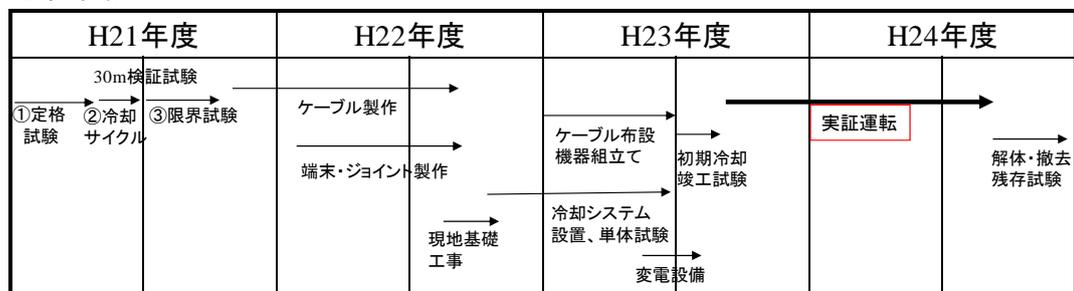 H21年度
H22年度
H23年度
H24年度
30m検証試験
①定格
試験
②冷却
サイクル
③限界試験
ケーブル製作
端末・ジョイント製作
現地基礎
工事
ケーブル布設
機器組立て
冷却システム
設置、単体試験
変電設備
初期冷却
竣工試験
実証運転
解体・撤去
残存試験